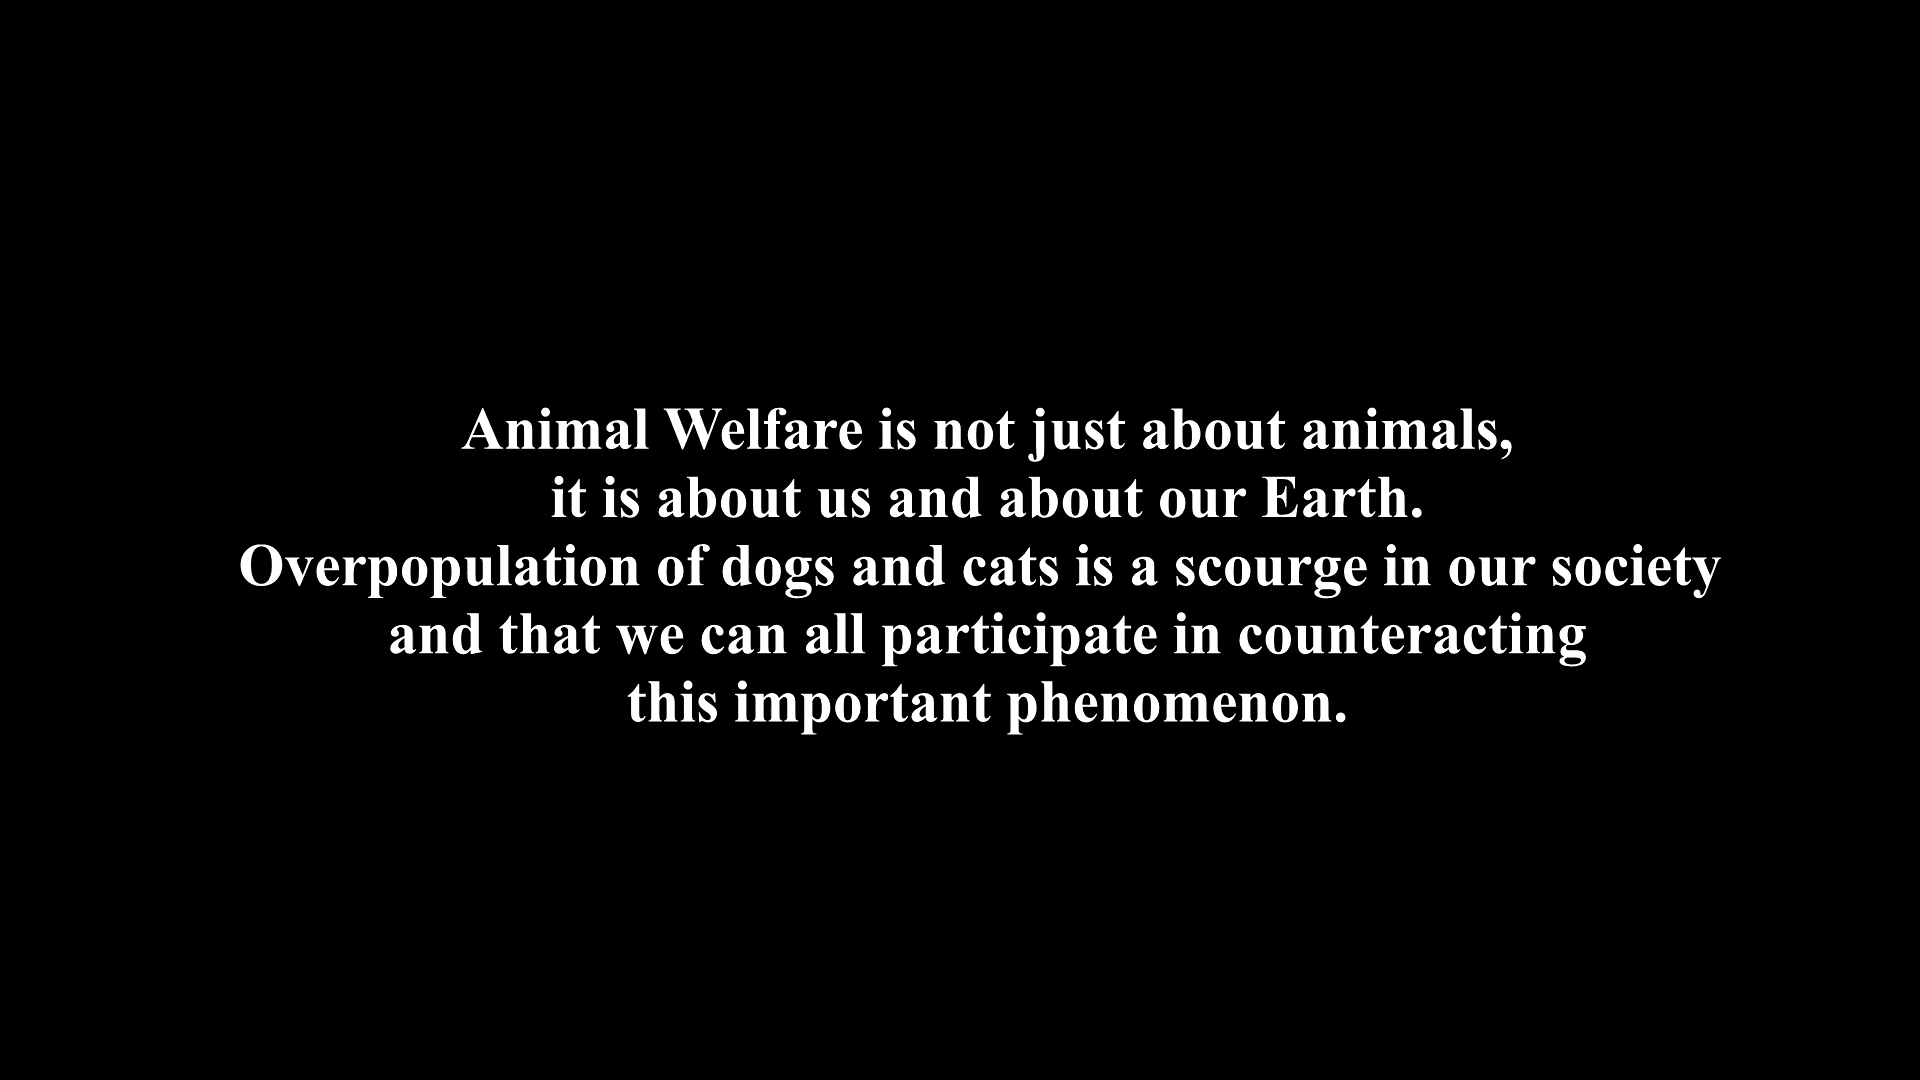 Animal Welfare is not just about animals,
it is about us and about our Earth.
Overpopulation of dogs and cats is a scourge in our society
and that we can all participate in counteracting
this important phenomenon.